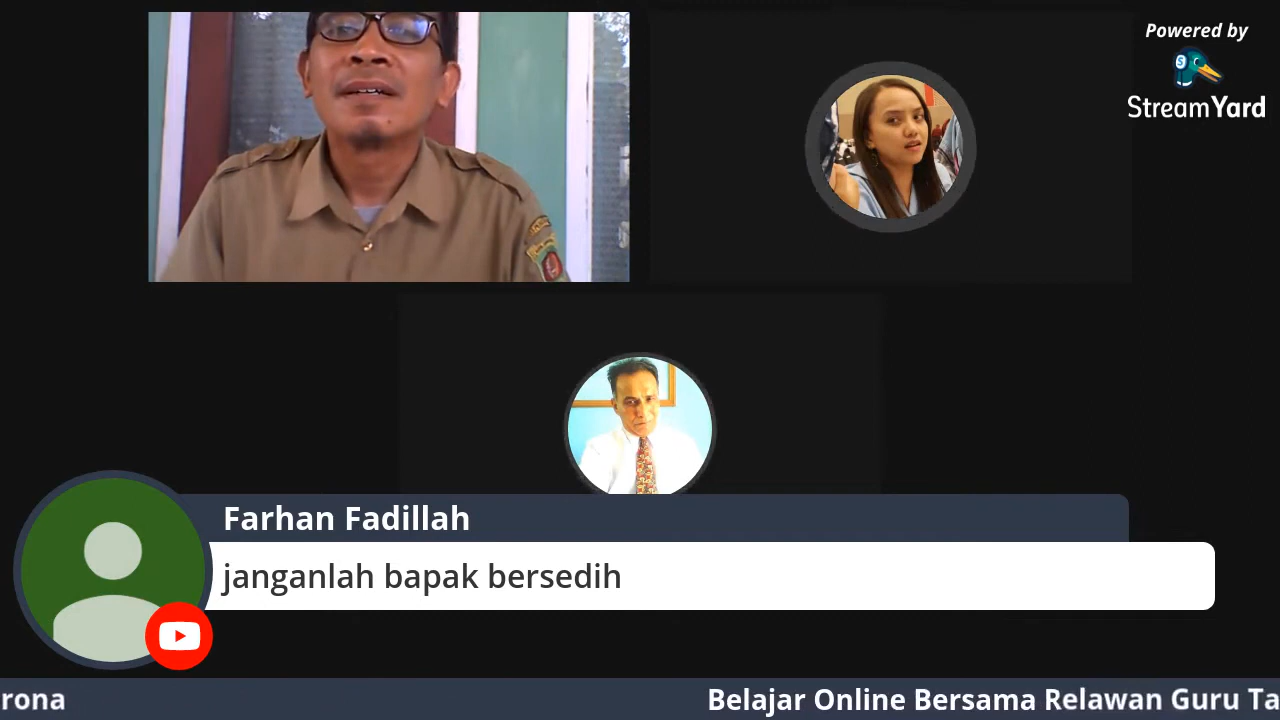 Powered by
StreamYard
Farhan Fadillah
janganlah bapak bersedih
rona
Belajar Online Bersama Relawan Guru Ta